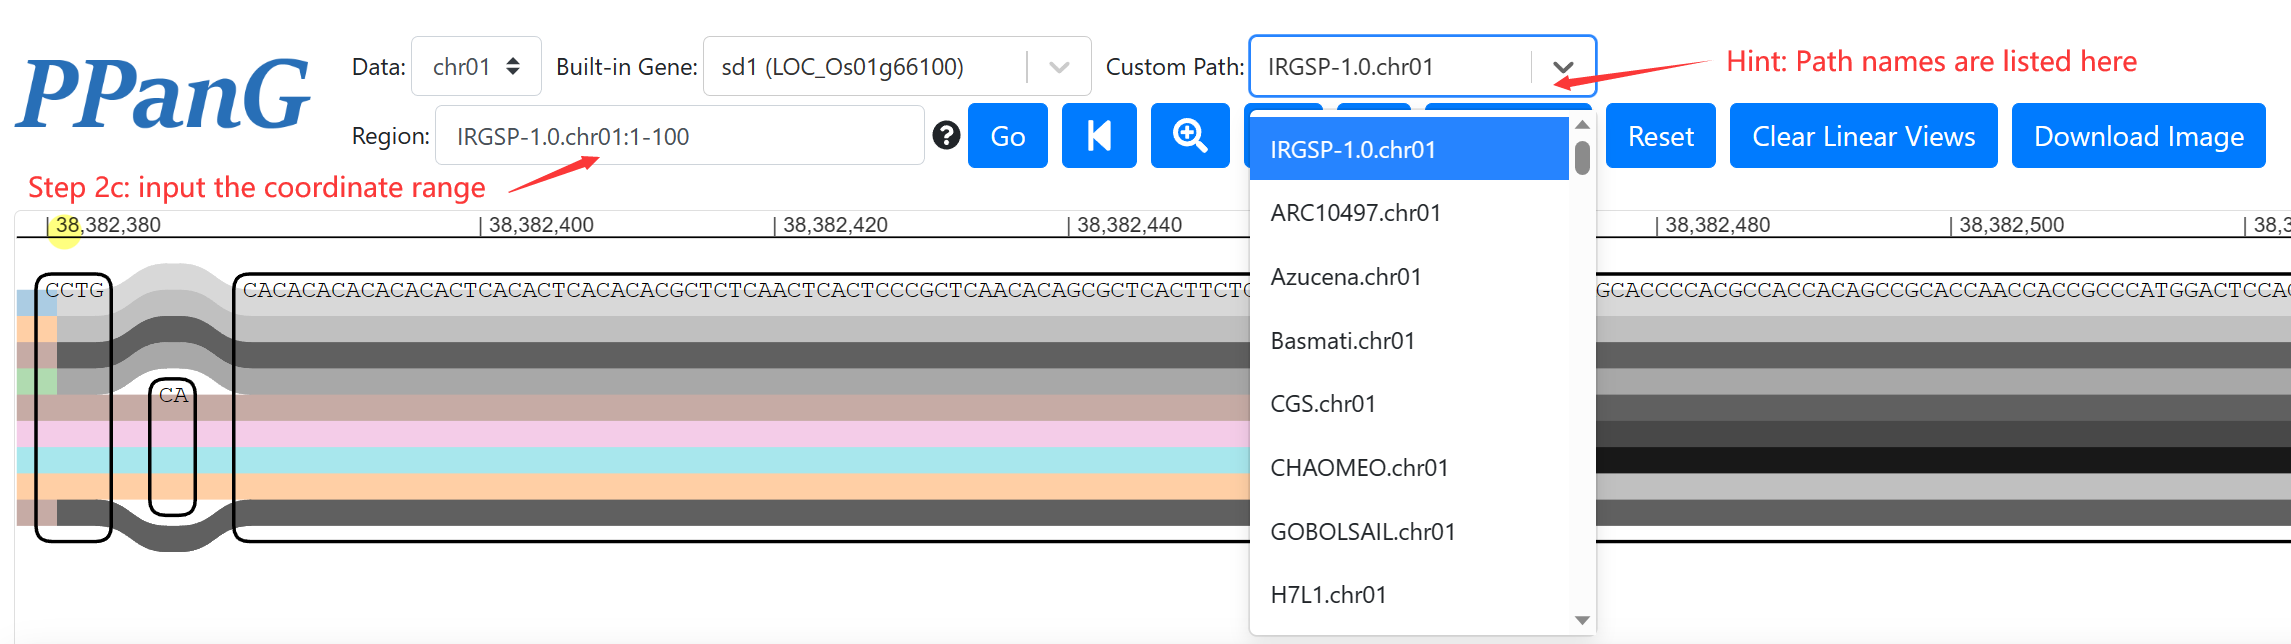 PPanG
Data: chr01 Built-in Gene: sd1 (LOC_Os01g66100) Custom Path: IRGSP-1.0.chr01
Hint: Path names are listed here
Region: IRGSP-1.0.chr01:1-100 ? Go Reset Clear Linear Views Download Image
Step 2c: input the coordinate range
IRGSP-1.0.chr01
ARC10497.chr01
Azucena.chr01
Basmati.chr01
CGS.chr01
CHAOMEO.chr01
GOBOLSAIL.chr01
H7L1.chr01
|38,382,380 |38,382,400 |38,382,420 |38,382,440 |38,382,480 |38,382,500 |38,3
CCTG CACACACACACACACTCACACTCACACACGCTCTCAACTCACTCCCGCTCAACACAGCGCTCACTTCTC GCACCCCACGCCACCACAGCCGCACCAACCACCGCCCATGGACTCCAC
CA